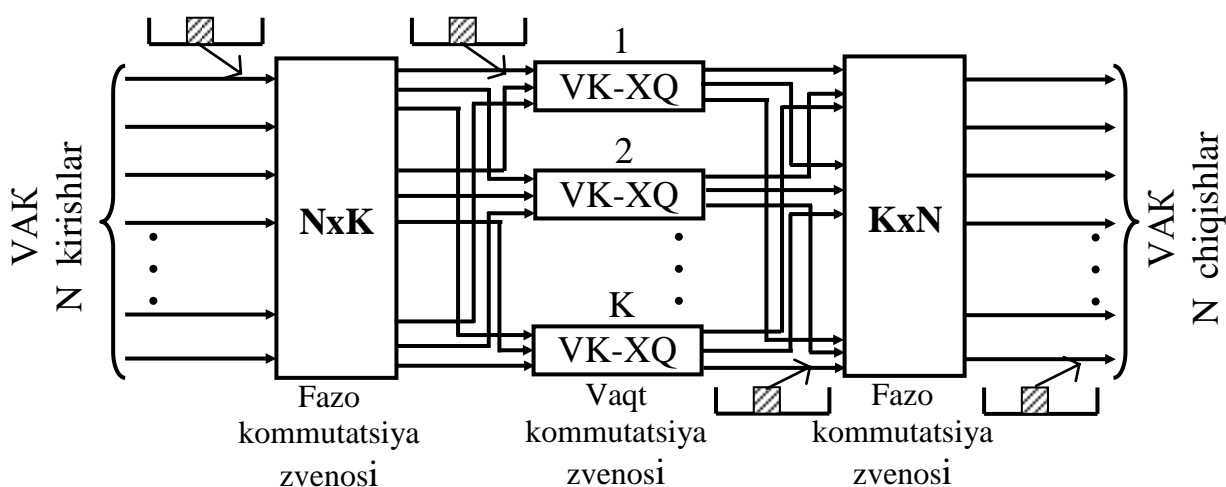 VAK
N kirishlar
NxK
Fazo
kommutatsiya
zvenosi
1
VK-XQ
2
VK-XQ
K
VK-XQ
Vaqt
kommutatsiya
zvenosi
KxN
Fazo
kommutatsiya
zvenosi
VAK
N chiqishlar